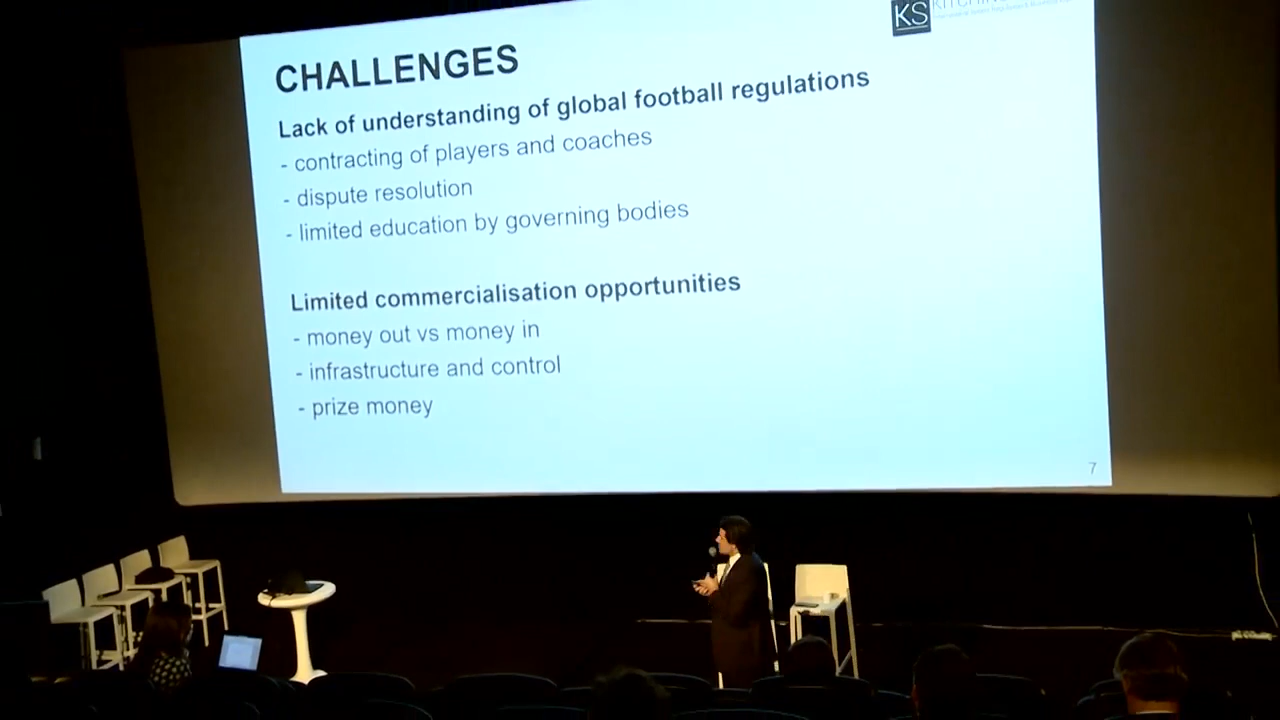 KS
CHALLENGES
Lack of understanding of global football regulations
- contracting of players and coaches
- dispute resolution
- limited education by governing bodies
Limited commercialisation opportunities
- money out vs money in
- infrastructure and control
- prize money
7